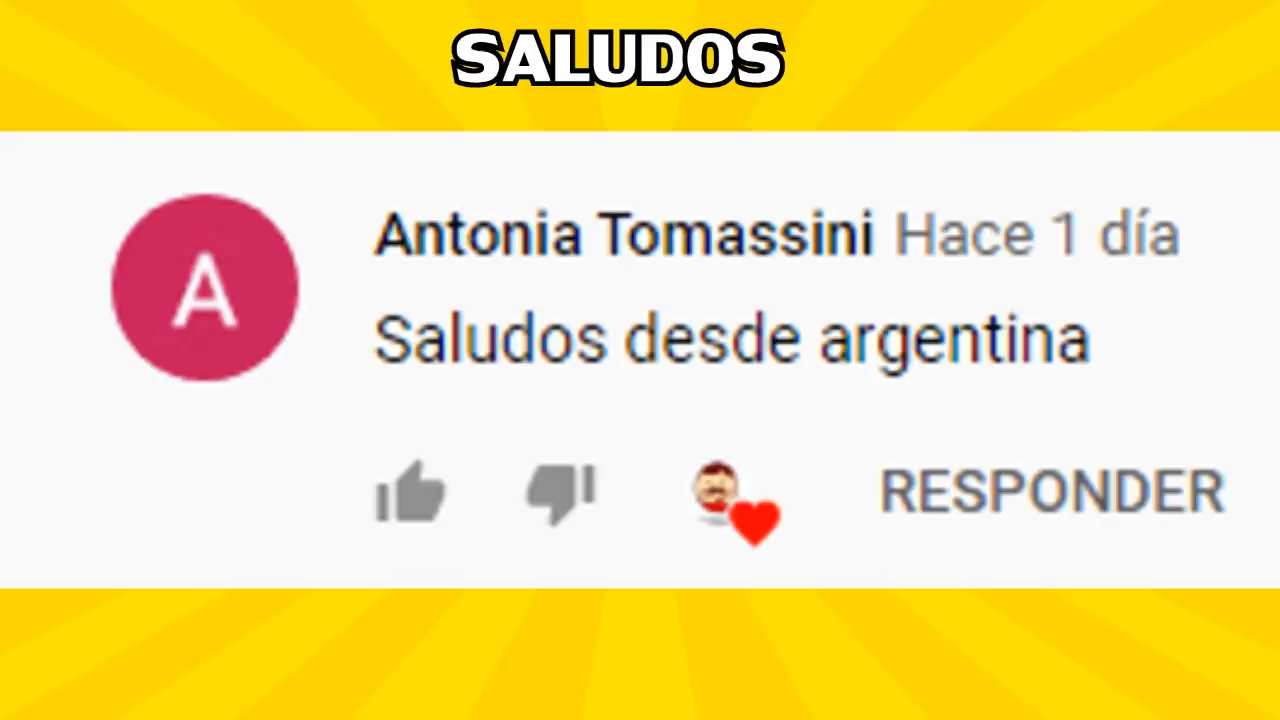 SALUDOS
A
Antonia Tomassini Hace 1 día
Saludos desde argentina
RESPONDER